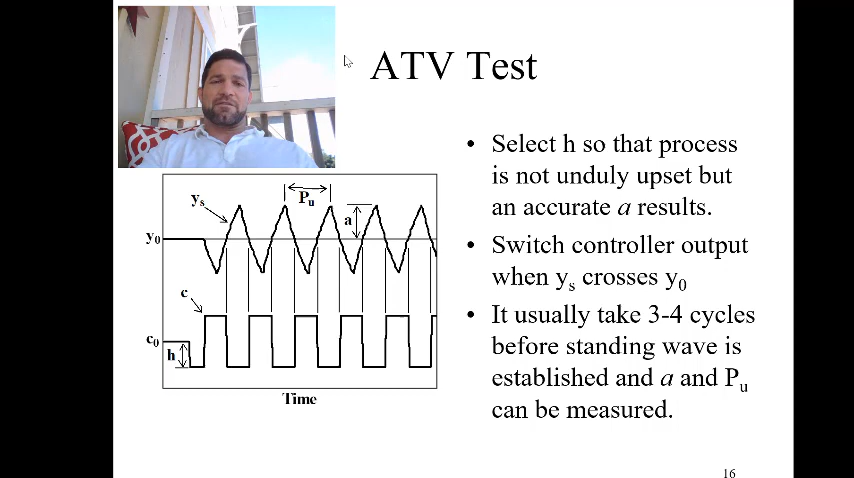 ATV Test
• Select h so that process
is not unduly upset but
an accurate a results.
• Switch controller output
when ys crosses y0
• It usually take 3-4 cycles
before standing wave is
established and a and Pu
can be measured.
ys
Pu
a
y0
c
c0
h
Time
16